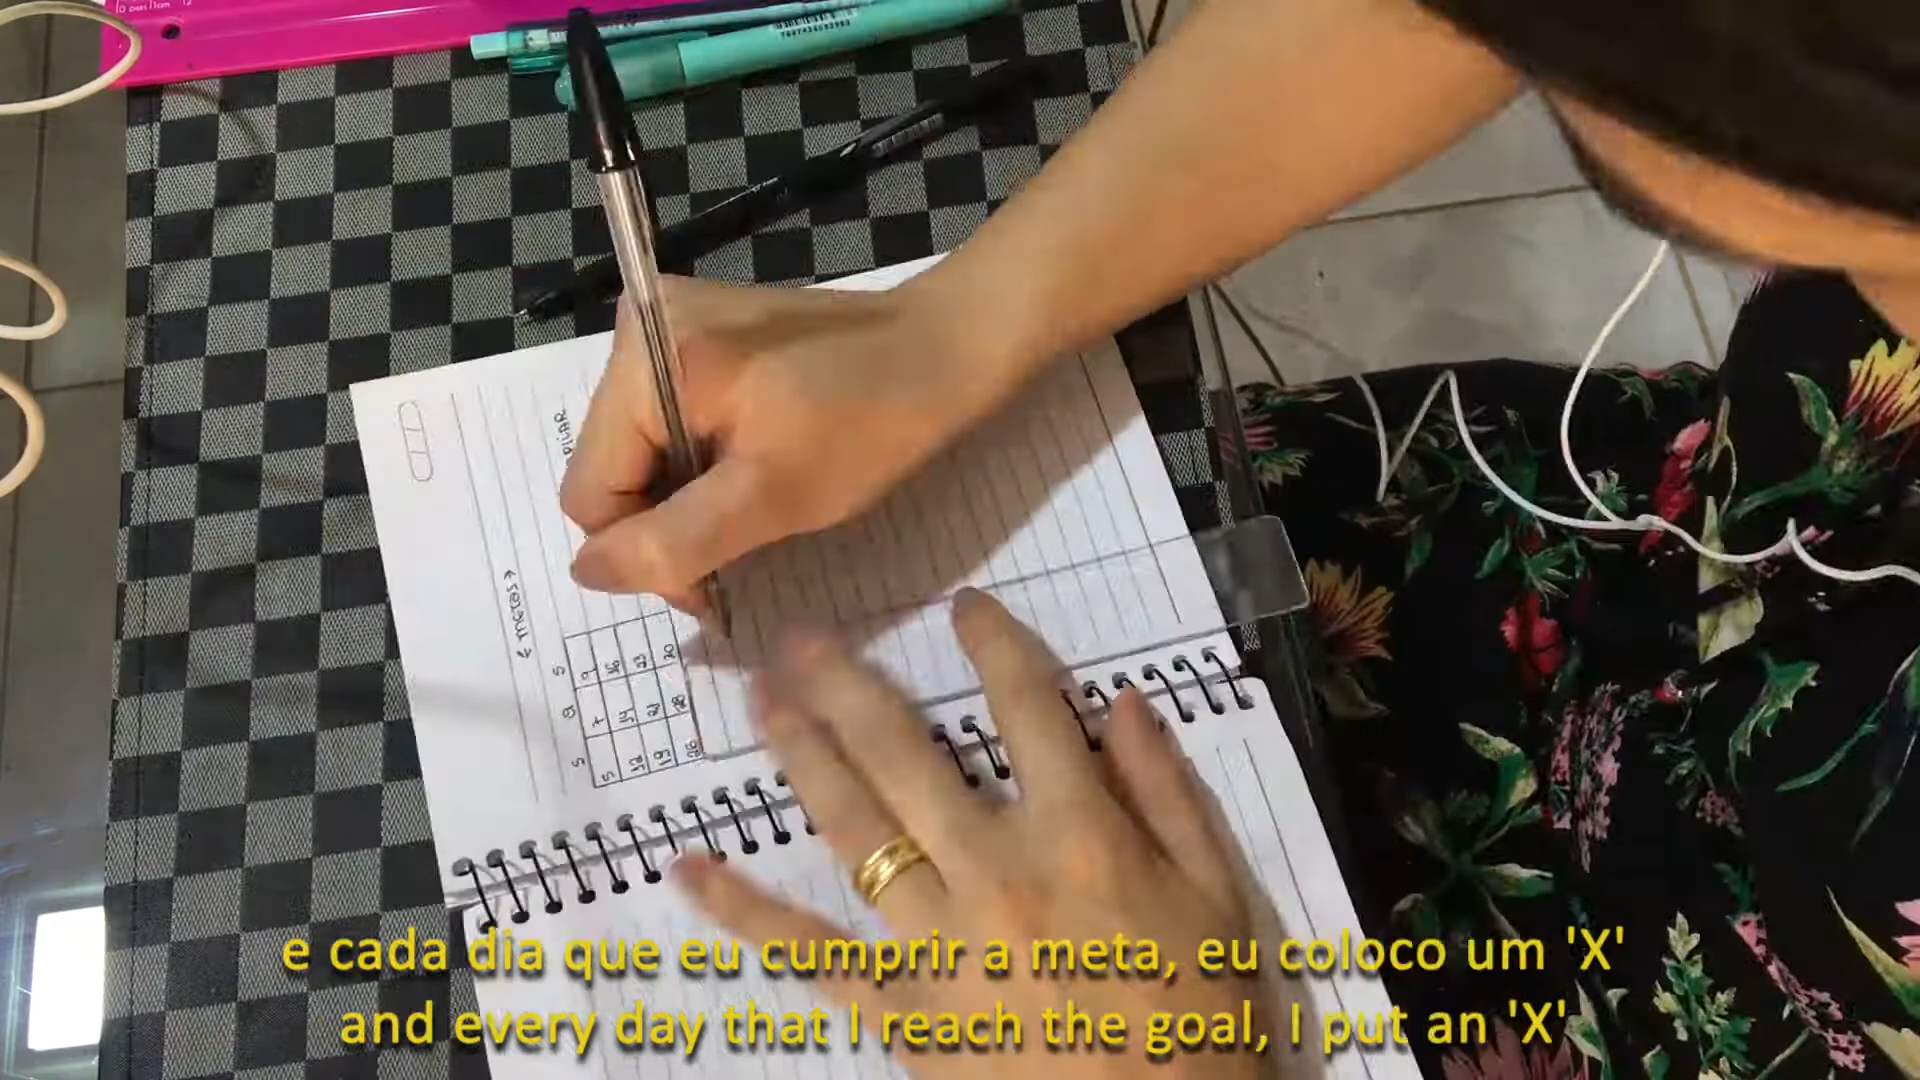 ← metas →
S Q S
5 7 9
12 14 16
19 21 23
26 28 30
e cada dia que eu cumprir a meta, eu coloco um 'X'
and every day that I reach the goal, I put an 'X'